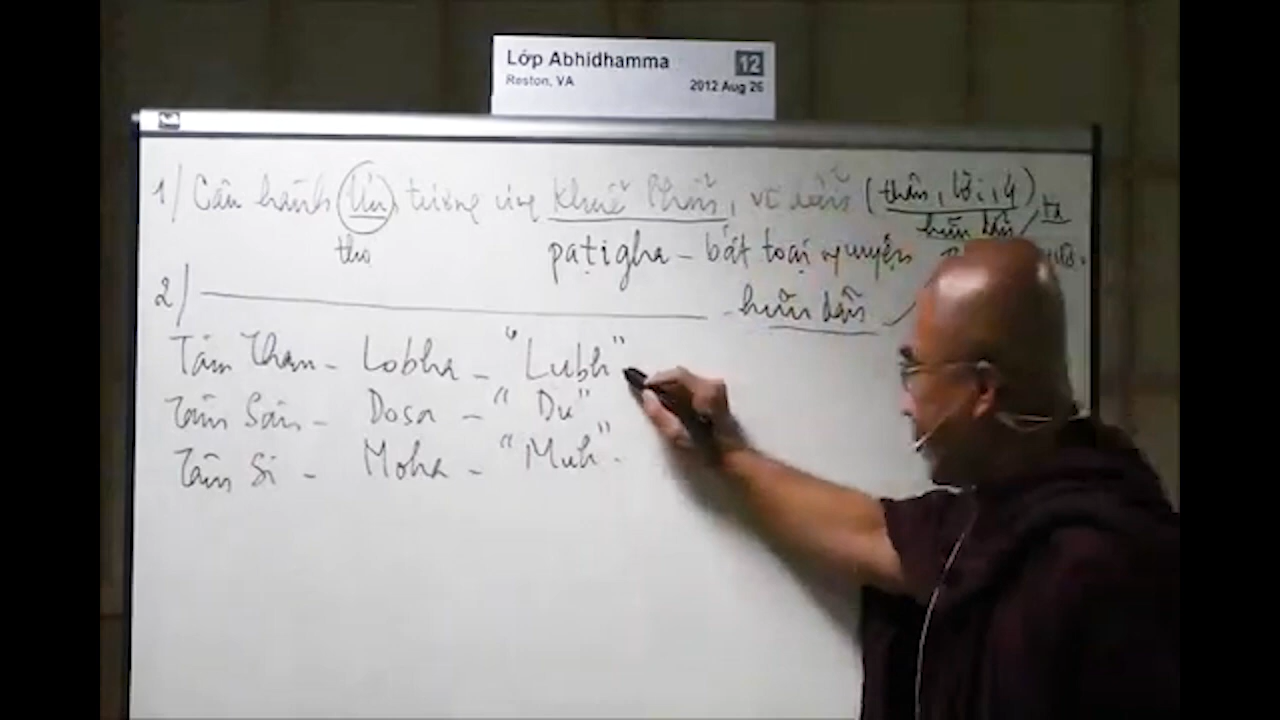 Lớp Abhidhamma 12
Reston, VA 2012 Aug 26
1/ Câu hành Ưu tương ưng khuể phẩn, vô dẫn (thân, lời, ý)
thọ hữu dẫn / ta
paṭigha - bất toại nguyện
2/ - hữu dẫn
Tâm Tham - Lobha - "Lubh"
Tâm Sân - Dosa - "Du"
Tâm Si - Moha - "Muh" -